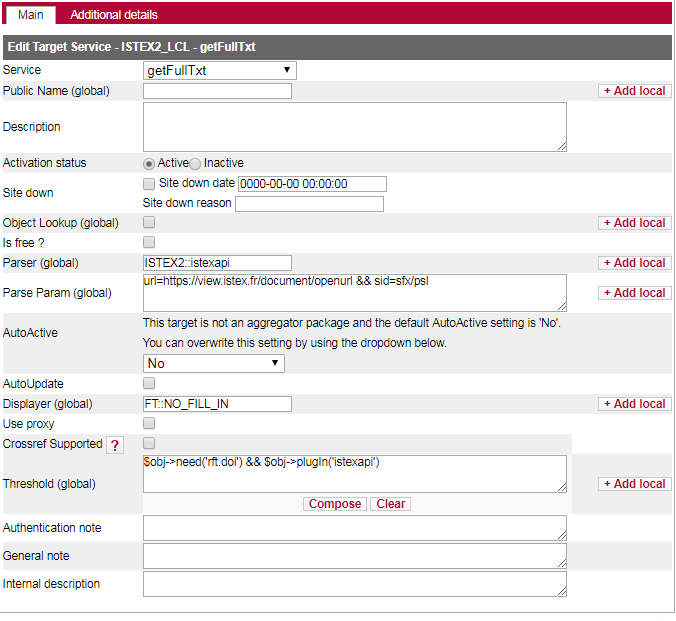 Main Additional details
Edit Target Service - ISTEX2_LCL - getFullTxt
Service getFullTxt
Public Name (global) + Add local
Description
Activation status Active Inactive
Site down Site down date 0000-00-00 00:00:00
Site down reason
Object Lookup (global) + Add local
Is free ?
Parser (global) ISTEX2::istexapi + Add local
Parse Param (global) url=https://view.istex.fr/document/openurl && sid=sfx/psl + Add local
AutoActive This target is not an aggregator package and the default AutoActive setting is 'No'.
You can overwrite this setting by using the dropdown below.
No
AutoUpdate
Displayer (global) FT::NO_FILL_IN + Add local
Use proxy
Crossref Supported ?
Threshold (global) $obj->need('rft.doi') && $obj->plugIn('istexapi') + Add local
Compose Clear
Authentication note
General note
Internal description